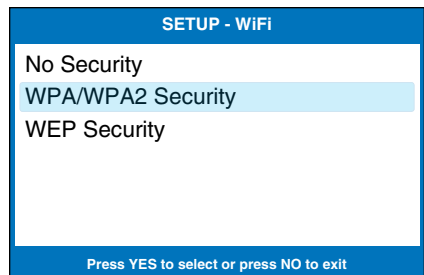 SETUP - WiFi
No Security
WPA/WPA2 Security
WEP Security
Press YES to select or press NO to exit